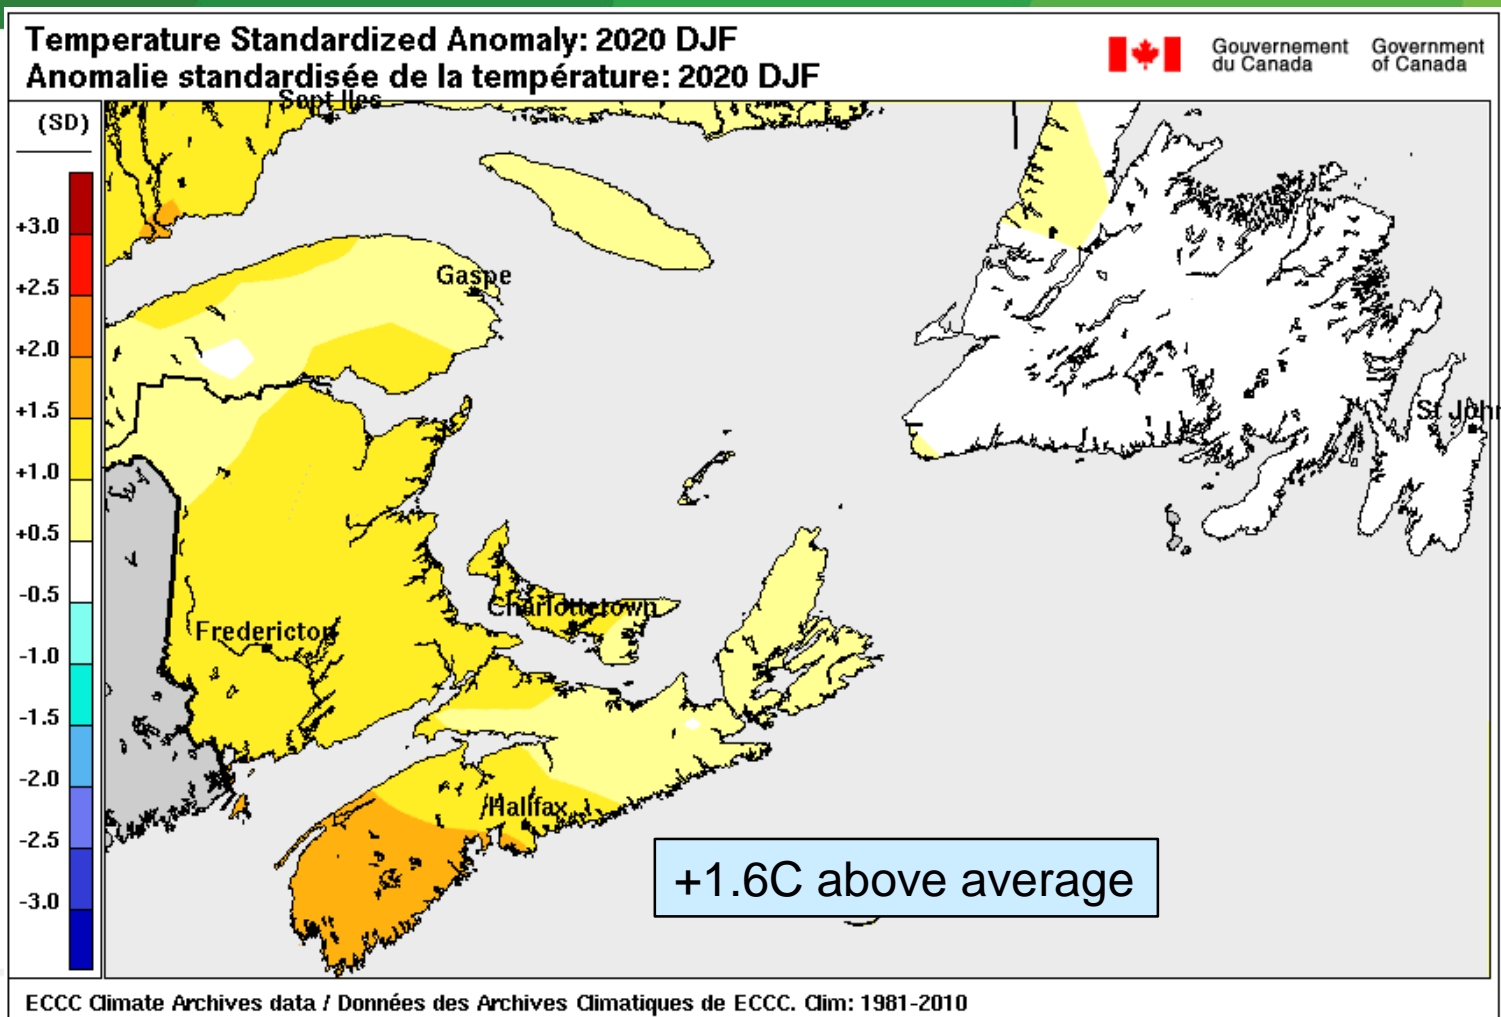 Temperature Standardized Anomaly: 2020 DJF
Anomalie standardisée de la température: 2020 DJF
Gouvernement du Canada
Government of Canada
(SD)
+3.0
+2.5
+2.0
+1.5
+1.0
+0.5
-0.5
-1.0
-1.5
-2.0
-2.5
-3.0
Sept Iles
Gaspe
St John
Charlottetown
Fredericton
Halifax
+1.6C above average
ECCC Climate Archives data / Données des Archives Climatiques de ECCC. Clim: 1981-2010